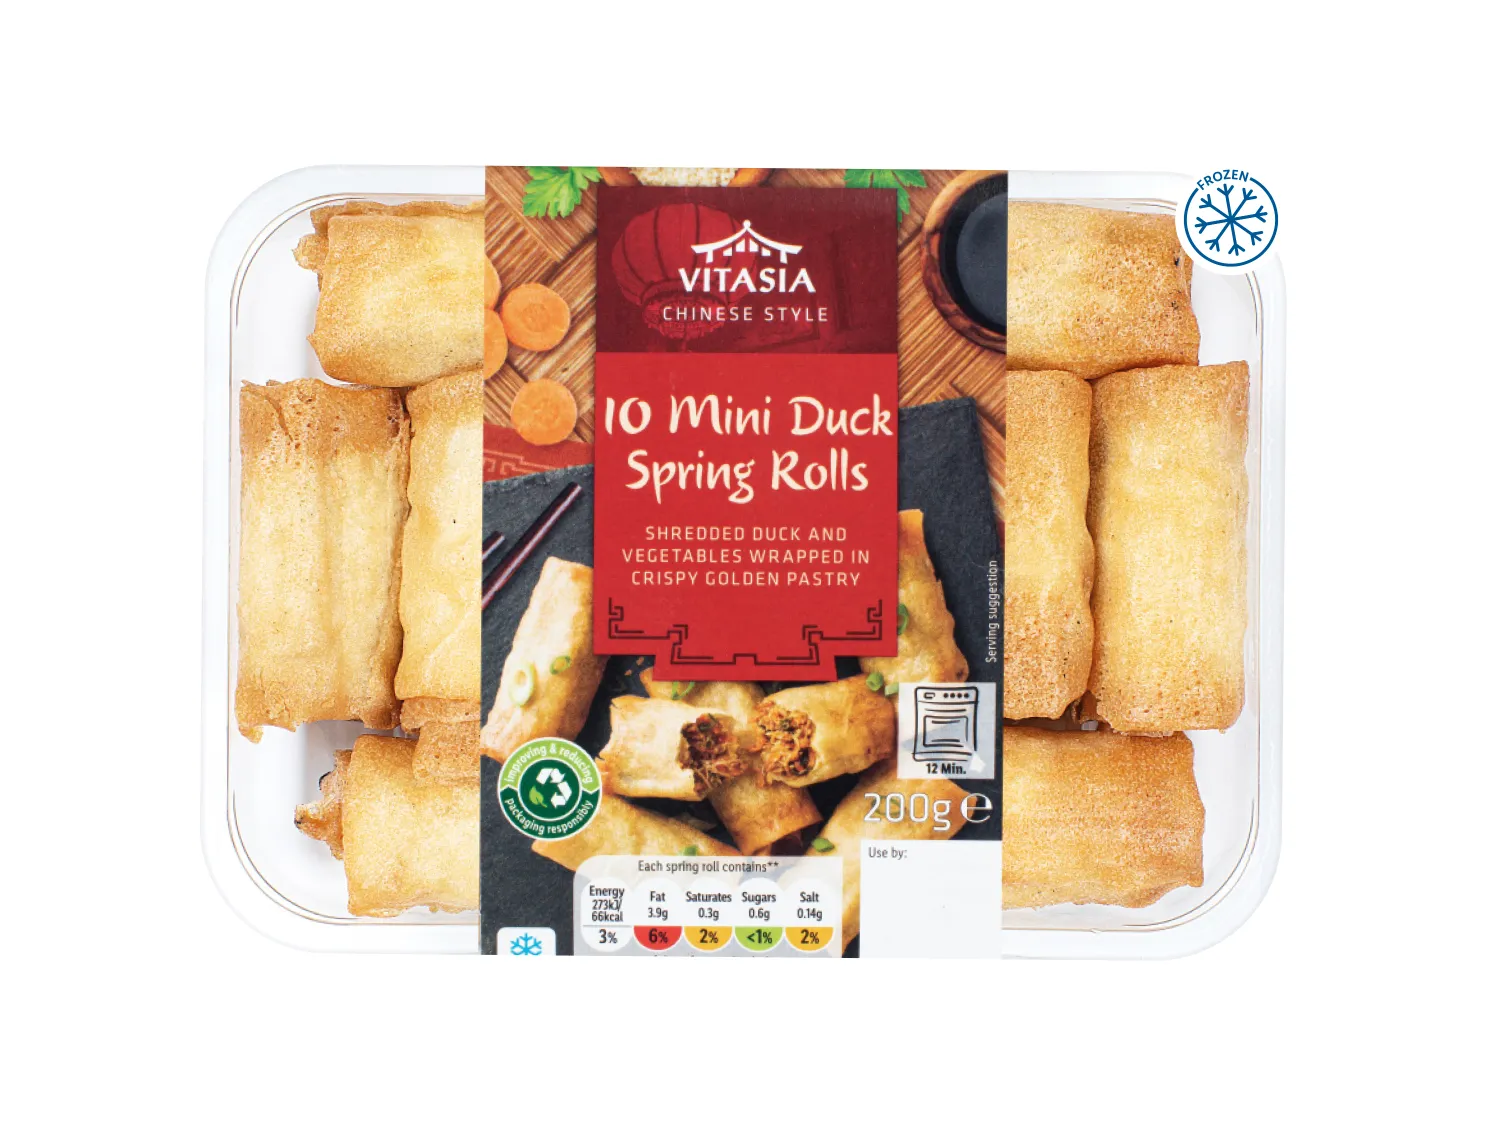 FROZEN
VITASIA
CHINESE STYLE
10 Mini Duck
Spring Rolls
SHREDDED DUCK AND
VEGETABLES WRAPPED IN
CRISPY GOLDEN PASTRY
Serving suggestion
12 Min.
improving & reducing
packaging responsibly
200g ℮
Use by:
Each spring roll contains**
Energy
273kJ/
66kcal
3%
Fat
3.9g
6%
Saturates
0.3g
2%
Sugars
0.6g
<1%
Salt
0.14g
2%